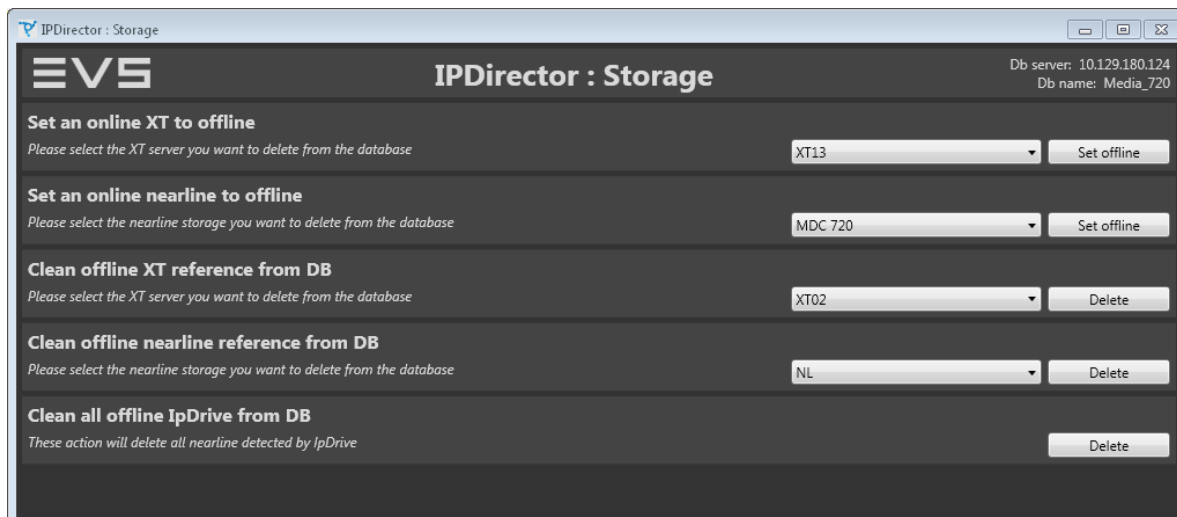 IPDirector : Storage
EVS
IPDirector : Storage
Db server: 10.129.180.124
Db name: Media_720
Set an online XT to offline
Please select the XT server you want to delete from the database
XT13
Set offline
Set an online nearline to offline
Please select the nearline storage you want to delete from the database
MDC 720
Set offline
Clean offline XT reference from DB
Please select the XT server you want to delete from the database
XT02
Delete
Clean offline nearline reference from DB
Please select the nearline storage you want to delete from the database
NL
Delete
Clean all offline IpDrive from DB
These action will delete all nearline detected by IpDrive
Delete